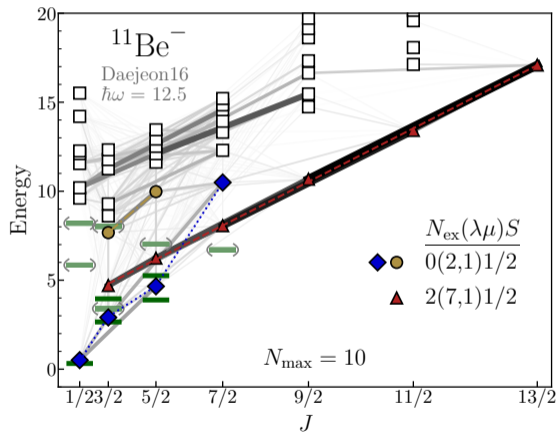 20
15
10
5
0
Energy
¹¹Be⁻
Daejeon16
ℏω = 12.5
N_ex(λμ)S
0(2,1)1/2
2(7,1)1/2
N_max = 10
1/2 3/2 5/2 7/2 9/2 11/2 13/2
J